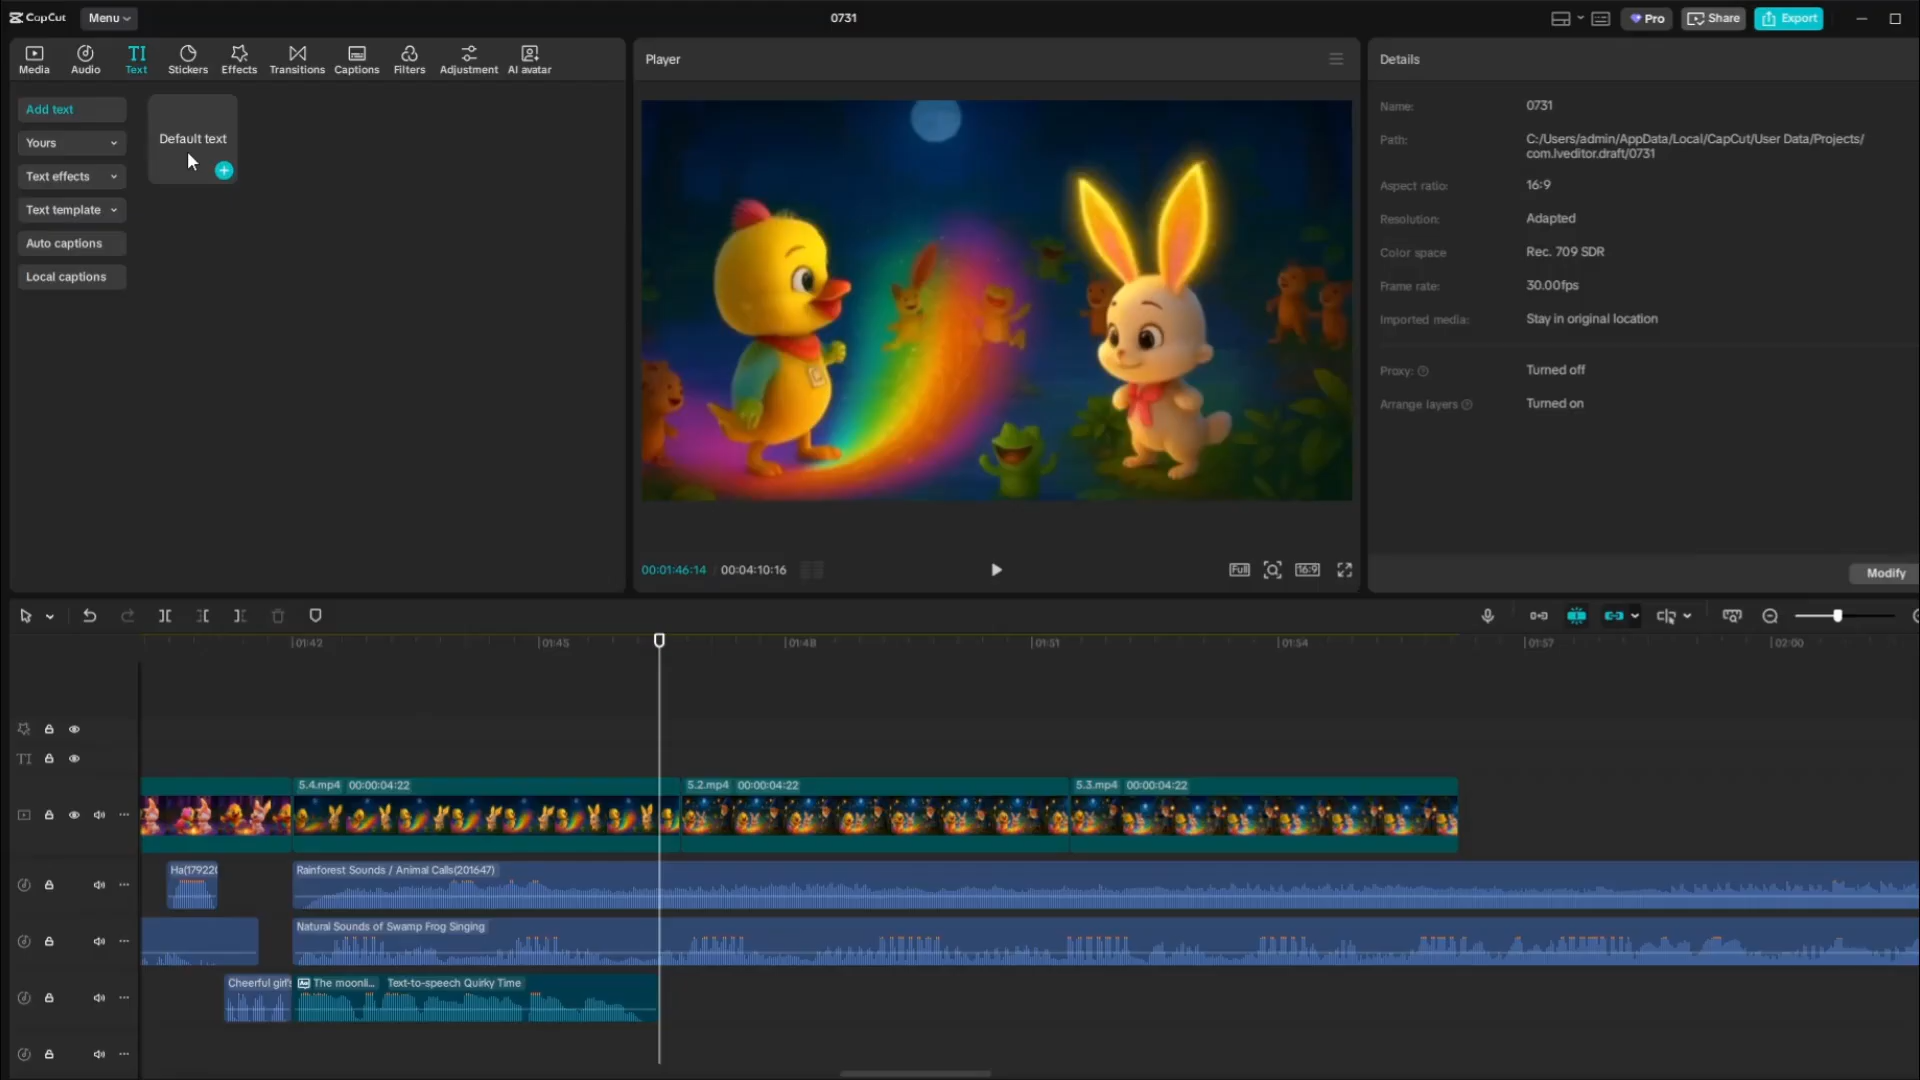 CapCut
Menu
0731
Pro
Share
Export
Media
Audio
TI
Text
Stickers
Effects
Transitions
Captions
Filters
Adjustment
AI avatar
Add text
Yours
Text effects
Text template
Auto captions
Local captions
Default text
Player
00:01:46:14
00:04:10:16
Full
16:9
Details
Name:
0731
Path:
C:/Users/admin/AppData/Local/CapCut/User Data/Projects/
com.lveditor.draft/0731
Aspect ratio:
16:9
Resolution:
Adapted
Color space
Rec. 709 SDR
Frame rate:
30.00fps
Imported media:
Stay in original location
Proxy:
Turned off
Arrange layers
Turned on
Modify
01:42
01:45
01:48
01:51
01:54
01:57
02:00
TI
5.4.mp4 00:00:04:22
5.2.mp4 00:00:04:22
5.3.mp4 00:00:04:22
Ha(17922
Rainforest Sounds / Animal Calls(201647)
Natural Sounds of Swamp Frog Singing
Cheerful girl's
The moonli...
Text-to-speech Quirky Time